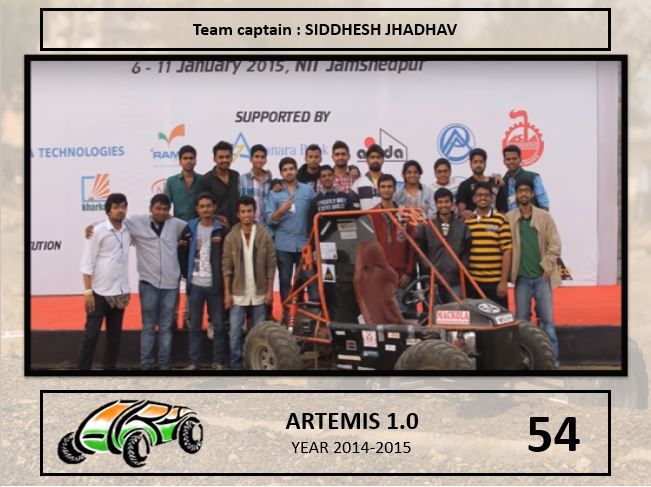 Team captain : SIDDHESH JHADHAV
6 - 11 January 2015, NIT Jamshedpur
SUPPORTED BY
TECHNOLOGIES
MACKOLA
ARTEMIS 1.0
YEAR 2014-2015
54